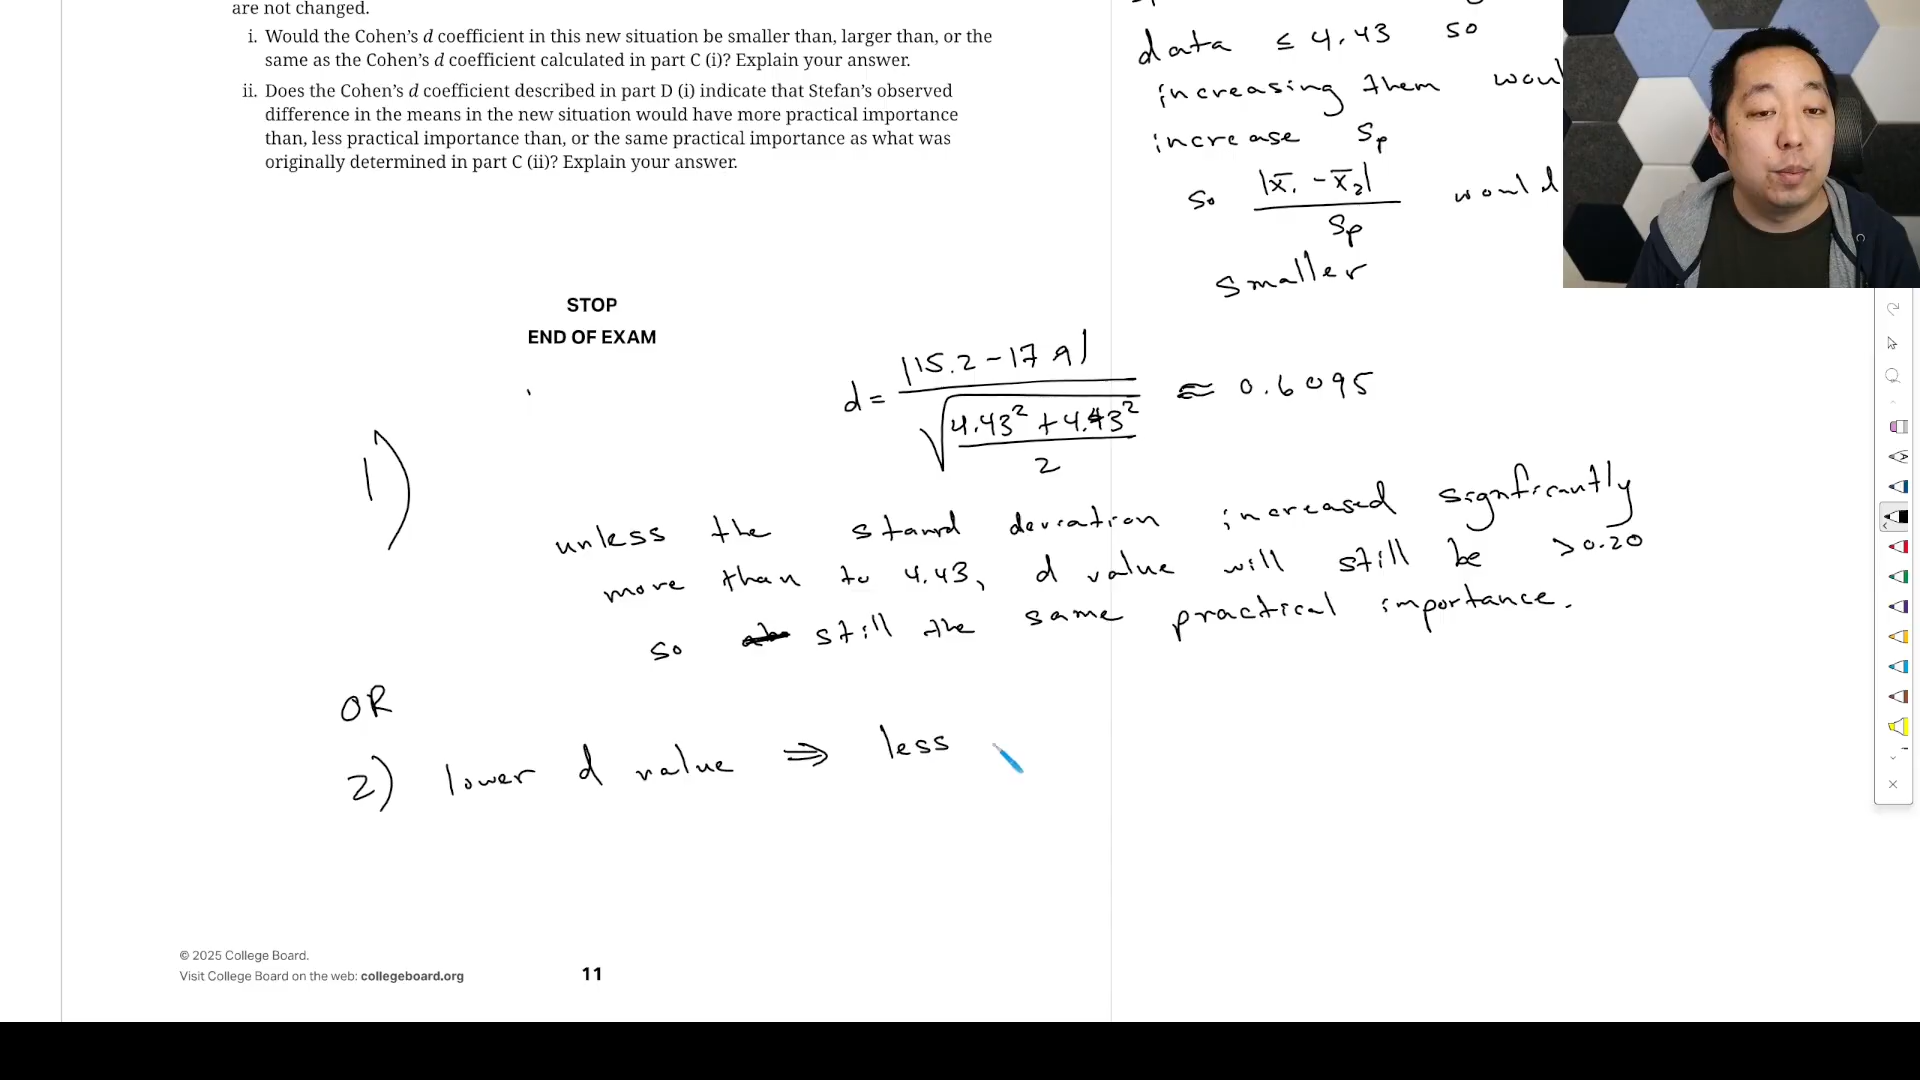 are not changed.
i. Would the Cohen's d coefficient in this new situation be smaller than, larger than, or the
same as the Cohen's d coefficient calculated in part C (i)? Explain your answer.
ii. Does the Cohen's d coefficient described in part D (i) indicate that Stefan's observed
difference in the means in the new situation would have more practical importance
than, less practical importance than, or the same practical importance as what was
originally determined in part C (ii)? Explain your answer.
STOP
END OF EXAM
data ≤ 4.43 so
increasing them woul
increase Sp
so |x̄₁ - x̄₂| / Sp would
smaller
d = |15.2 - 17.9| / √((4.43² + 4.43²) / 2) ≈ 0.6095
1)
unless the stand deviation increased significantly
more than to 4.43, d value will still be >0.20
so still the same practical importance.
OR
2) lower d value ⇒ less
© 2025 College Board.
Visit College Board on the web: collegeboard.org
11